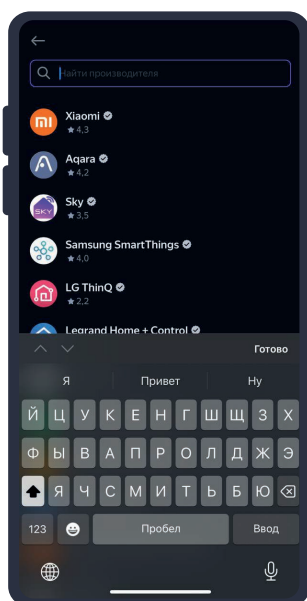 Найти производителя
Xiaomi
4,3
Aqara
4,2
SKY
Sky
3,5
Samsung SmartThings
4,0
LG ThinQ
2,2
Legrand Home + Control
Готово
Я Привет Ну
Й Ц У К Е Н Г Ш Щ З Х
Ф Ы В А П Р О Л Д Ж Э
Я Ч С М И Т Ь Б Ю
123 Пробел Ввод